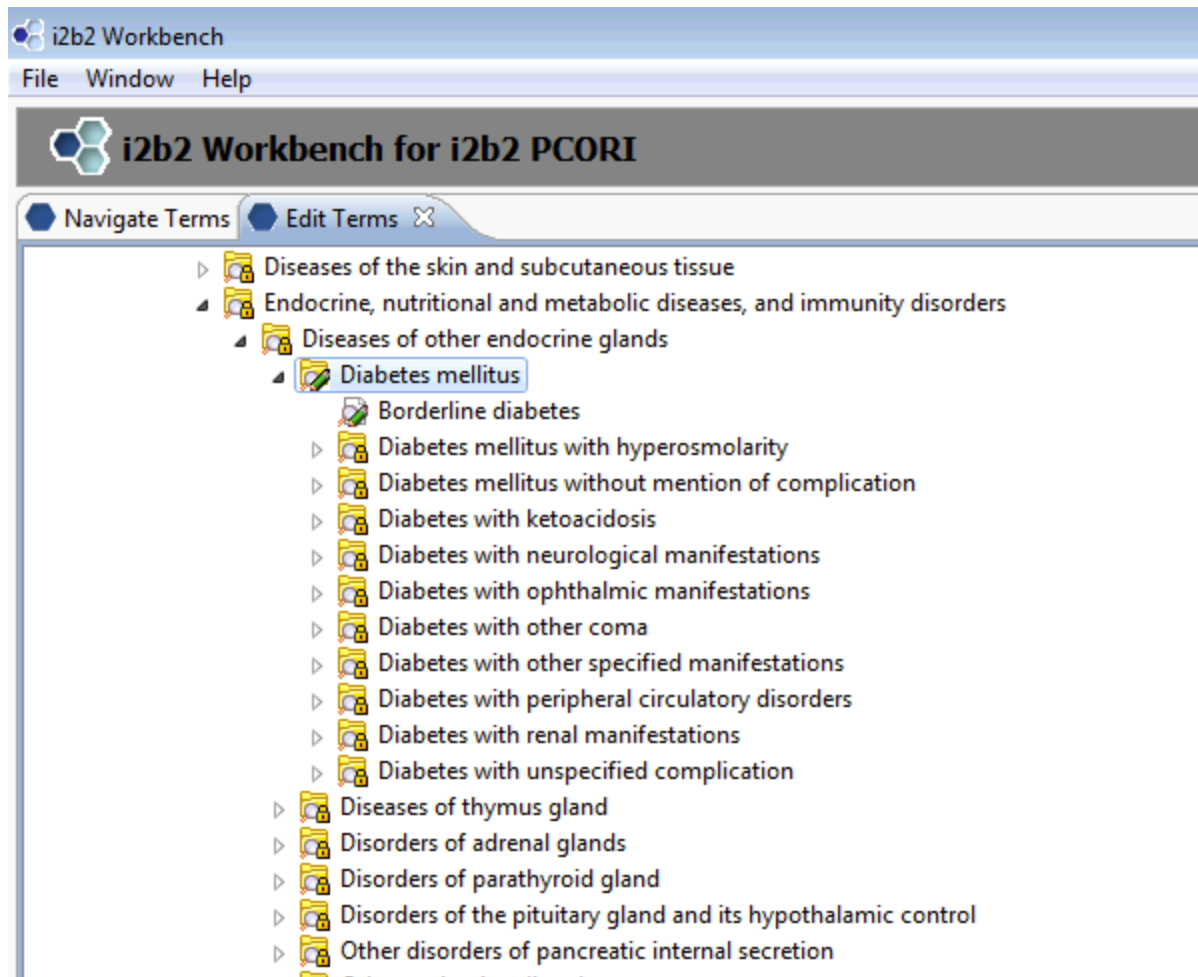 i2b2 Workbench
File Window Help
i2b2 Workbench for i2b2 PCORI
Navigate Terms Edit Terms
Diseases of the skin and subcutaneous tissue
Endocrine, nutritional and metabolic diseases, and immunity disorders
Diseases of other endocrine glands
Diabetes mellitus
Borderline diabetes
Diabetes mellitus with hyperosmolarity
Diabetes mellitus without mention of complication
Diabetes with ketoacidosis
Diabetes with neurological manifestations
Diabetes with ophthalmic manifestations
Diabetes with other coma
Diabetes with other specified manifestations
Diabetes with peripheral circulatory disorders
Diabetes with renal manifestations
Diabetes with unspecified complication
Diseases of thymus gland
Disorders of adrenal glands
Disorders of parathyroid gland
Disorders of the pituitary gland and its hypothalamic control
Other disorders of pancreatic internal secretion